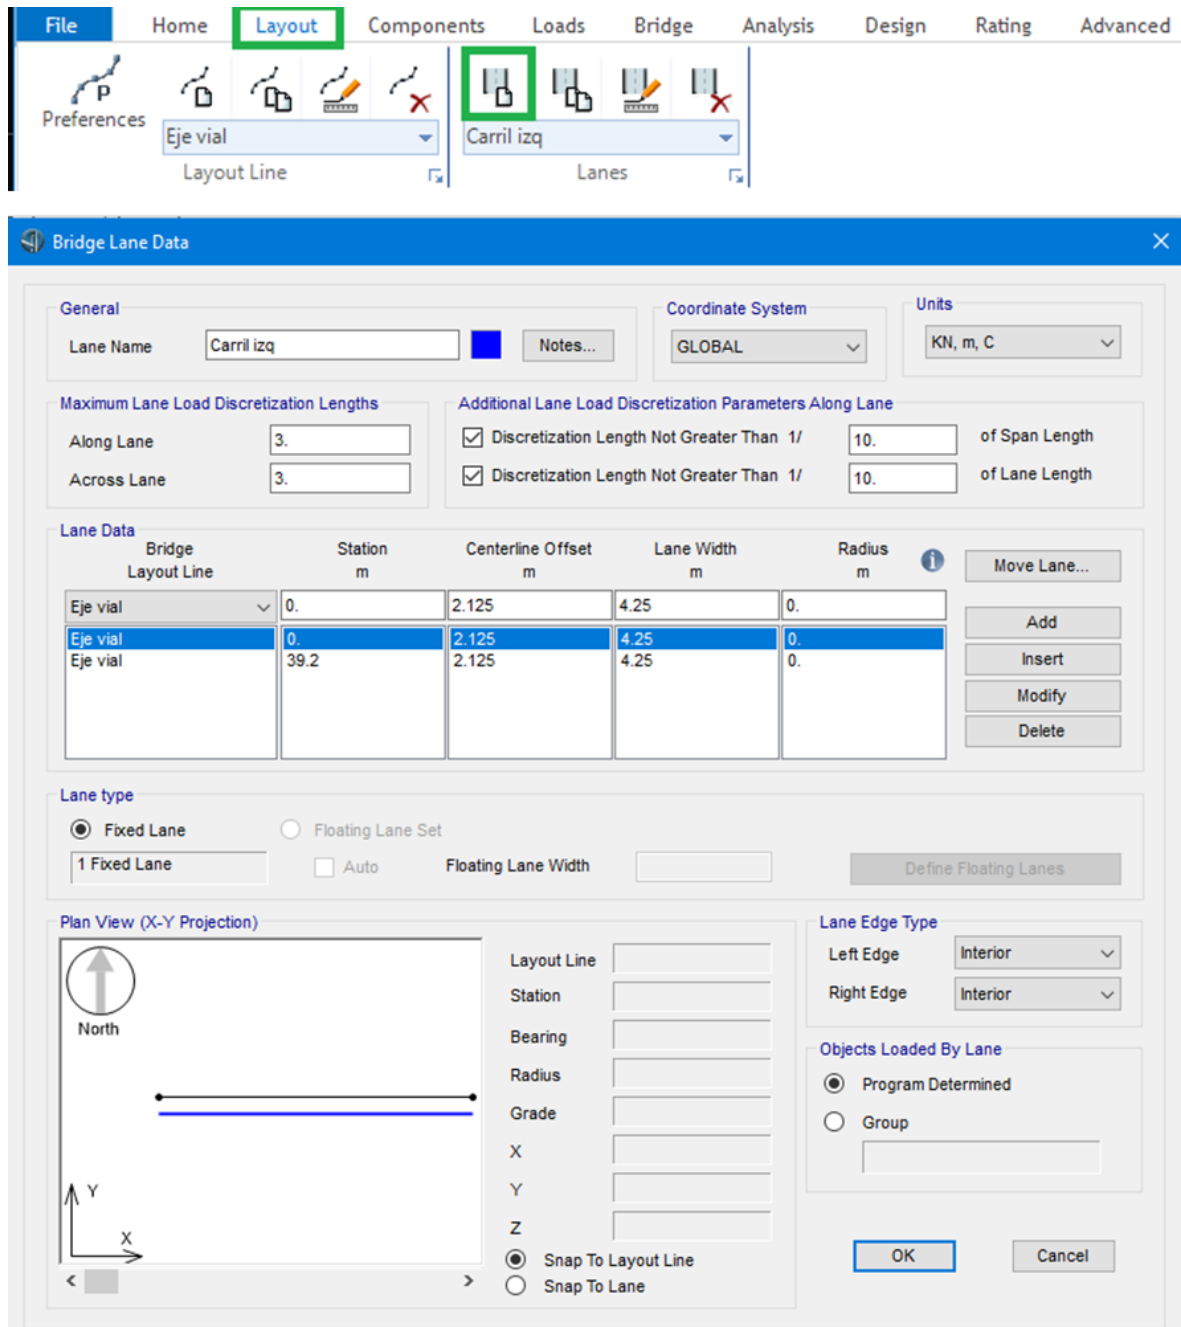 File Home Layout Components Loads Bridge Analysis Design Rating Advanced
P
Preferences
Eje vial
Carril izq
Layout Line
Lanes
Bridge Lane Data
General
Lane Name
Carril izq
Notes...
Coordinate System
GLOBAL
Units
KN, m, C
Maximum Lane Load Discretization Lengths
Along Lane 3.
Across Lane 3.
Additional Lane Load Discretization Parameters Along Lane
Discretization Length Not Greater Than 1/ 10. of Span Length
Discretization Length Not Greater Than 1/ 10. of Lane Length
Lane Data
Bridge Station Centerline Offset Lane Width Radius
Layout Line m m m m
Eje vial 0. 2.125 4.25 0.
Eje vial 0. 2.125 4.25 0.
Eje vial 39.2 2.125 4.25 0.
i
Move Lane...
Add
Insert
Modify
Delete
Lane type
Fixed Lane Floating Lane Set
1 Fixed Lane Auto Floating Lane Width Define Floating Lanes
Plan View (X-Y Projection)
North
Y
X
Layout Line
Station
Bearing
Radius
Grade
X
Y
Z
Snap To Layout Line
Snap To Lane
Lane Edge Type
Left Edge Interior
Right Edge Interior
Objects Loaded By Lane
Program Determined
Group
OK Cancel